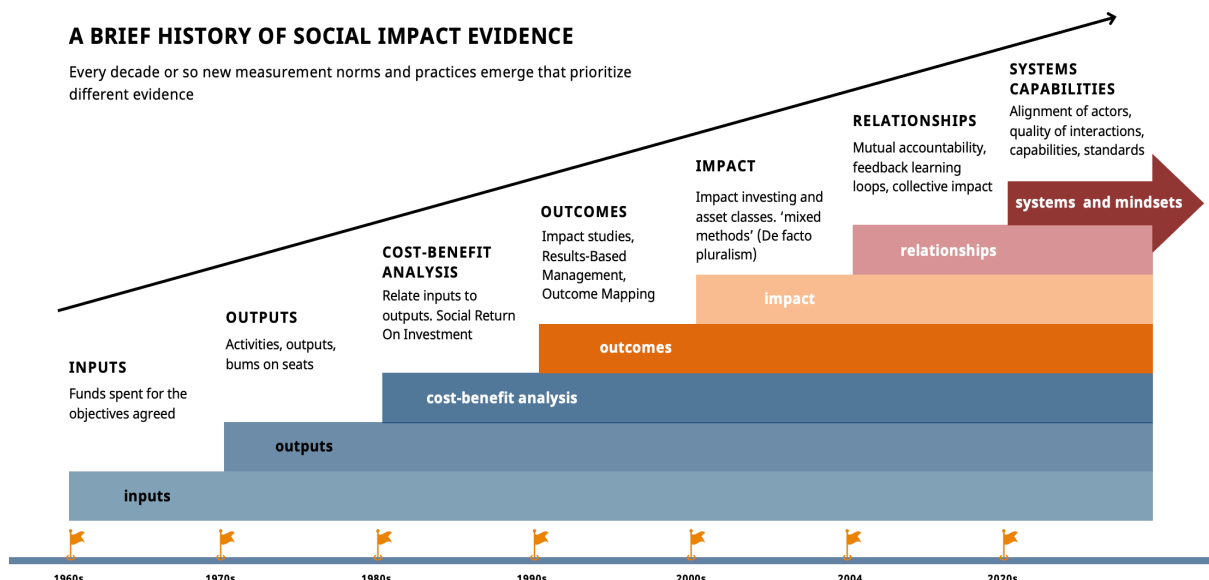 A BRIEF HISTORY OF SOCIAL IMPACT EVIDENCE
Every decade or so new measurement norms and practices emerge that prioritize
different evidence
INPUTS
Funds spent for the
objectives agreed
OUTPUTS
Activities, outputs,
bums on seats
COST-BENEFIT
ANALYSIS
Relate inputs to
outputs. Social Return
On Investment
OUTCOMES
Impact studies,
Results-Based
Management,
Outcome Mapping
IMPACT
Impact investing and
asset classes. ‘mixed
methods’ (De facto
pluralism)
RELATIONSHIPS
Mutual accountability,
feedback learning
loops, collective impact
SYSTEMS
CAPABILITIES
Alignment of actors,
quality of interactions,
capabilities, standards
systems and mindsets
relationships
impact
outcomes
cost-benefit analysis
outputs
inputs
1960s 1970s 1980s 1990s 2000s 2004 2020s